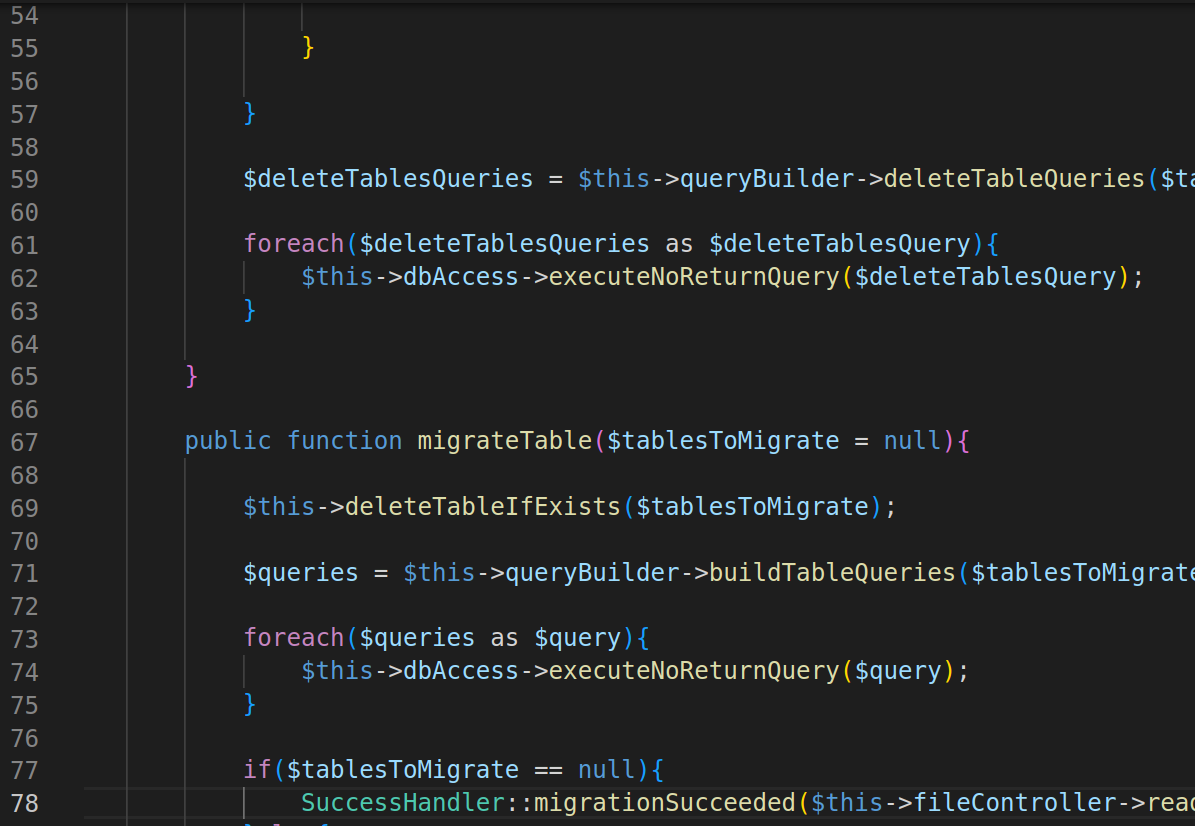 54
55 }
56
57 }
58
59 $deleteTablesQueries = $this->queryBuilder->deleteTableQueries($ta
60
61 foreach($deleteTablesQueries as $deleteTablesQuery){
62 $this->dbAccess->executeNoReturnQuery($deleteTablesQuery);
63 }
64
65 }
66
67 public function migrateTable($tablesToMigrate = null){
68
69 $this->deleteTableIfExists($tablesToMigrate);
70
71 $queries = $this->queryBuilder->buildTableQueries($tablesToMigrate
72
73 foreach($queries as $query){
74 $this->dbAccess->executeNoReturnQuery($query);
75 }
76
77 if($tablesToMigrate == null){
78 SuccessHandler::migrationSucceeded($this->fileController->read